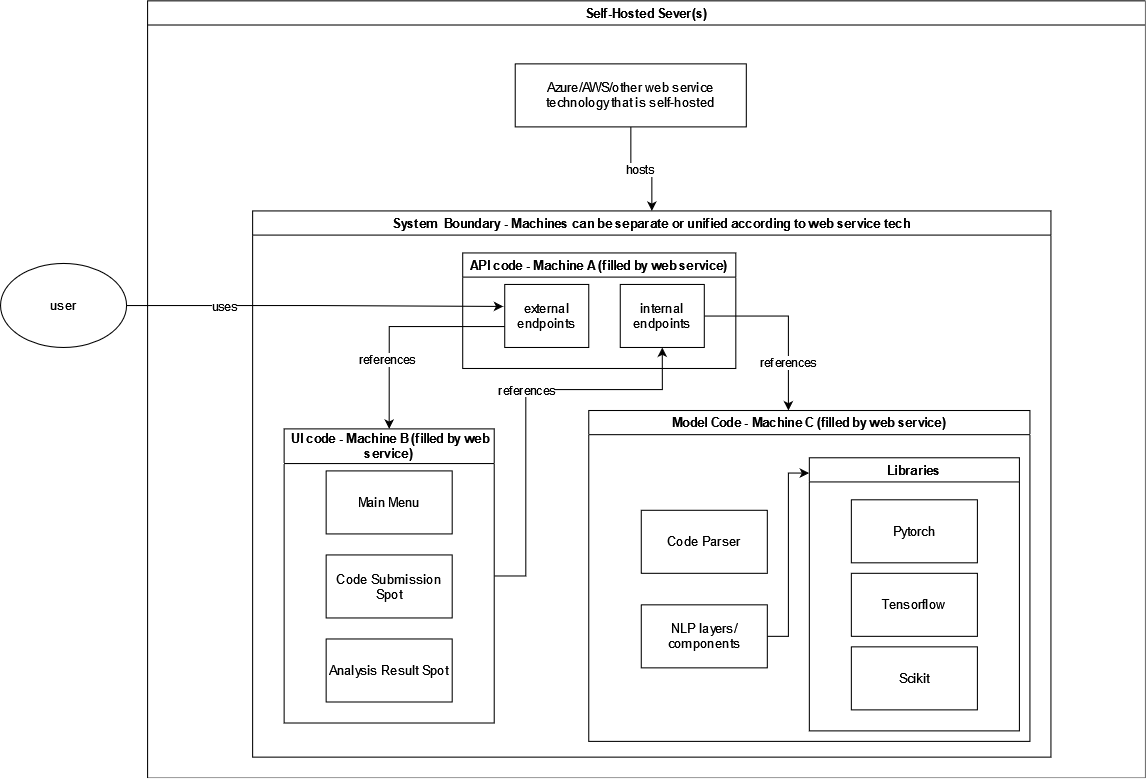 Self-Hosted Sever(s)
Azure/AWS/other web service
technology that is self-hosted
hosts
System Boundary - Machines can be separate or unified according to web service tech
API code - Machine A (filled by web service)
user
uses
external
endpoints
internal
endpoints
references
references
references
UI code - Machine B (filled by web
service)
Main Menu
Code Submission
Spot
Analysis Result Spot
Model Code - Machine C (filled by web service)
Code Parser
NLP layers/
components
Libraries
Pytorch
Tensorflow
Scikit